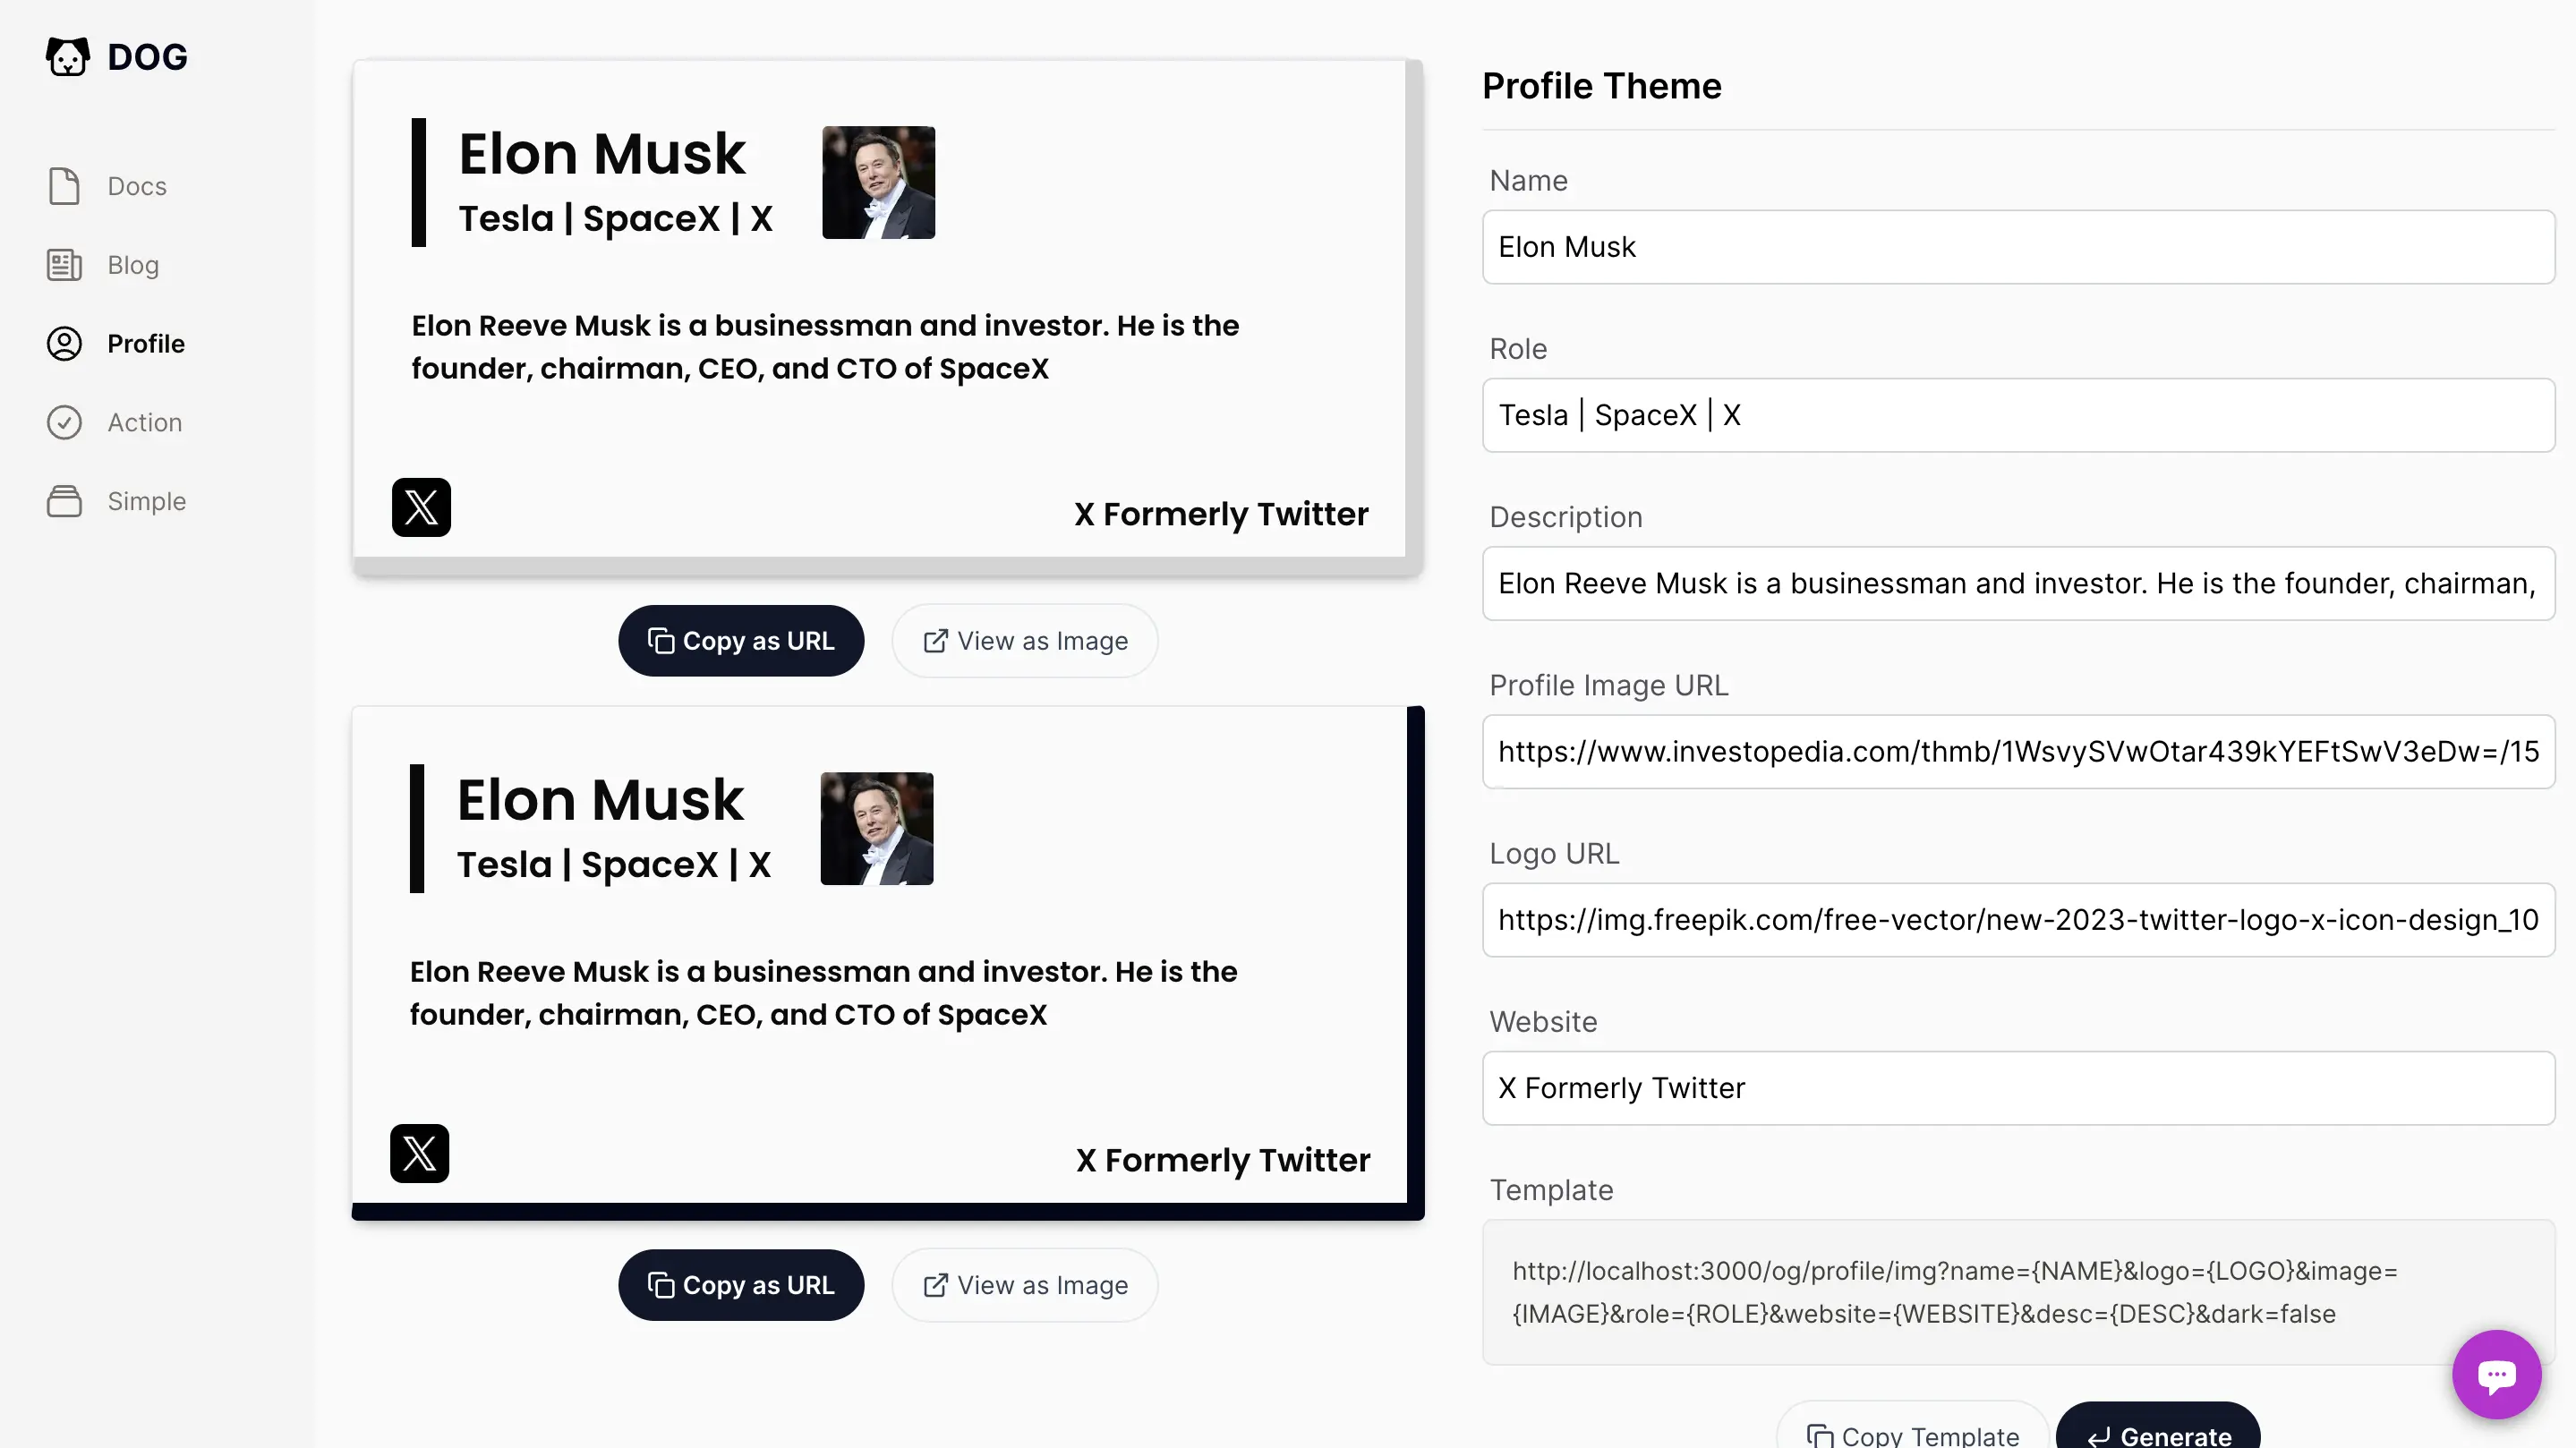 DOG
Docs
Blog
Profile
Action
Simple
Elon Musk
Tesla | SpaceX | X
Elon Reeve Musk is a businessman and investor. He is the
founder, chairman, CEO, and CTO of SpaceX
X Formerly Twitter
Copy as URL
View as Image
Elon Musk
Tesla | SpaceX | X
Elon Reeve Musk is a businessman and investor. He is the
founder, chairman, CEO, and CTO of SpaceX
X Formerly Twitter
Copy as URL
View as Image
Profile Theme
Name
Elon Musk
Role
Tesla | SpaceX | X
Description
Elon Reeve Musk is a businessman and investor. He is the founder, chairman,
Profile Image URL
https://www.investopedia.com/thmb/1WsvySVwOtar439kYEFtSwV3eDw=/15
Logo URL
https://img.freepik.com/free-vector/new-2023-twitter-logo-x-icon-design_10
Website
X Formerly Twitter
Template
http://localhost:3000/og/profile/img?name={NAME}&logo={LOGO}&image=
{IMAGE}&role={ROLE}&website={WEBSITE}&desc={DESC}&dark=false
Copy Template
Generate